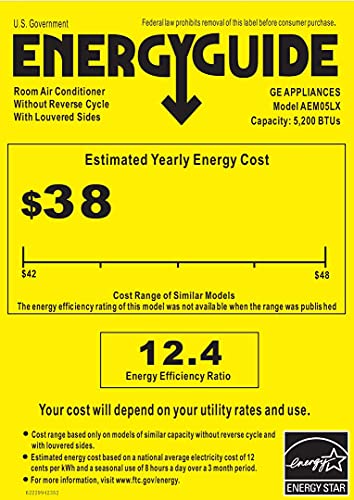 U.S. Government
Federal law prohibits removal of this label before consumer purchase.
ENERGYGUIDE
Room Air Conditioner
Without Reverse Cycle
With Louvered Sides
GE APPLIANCES
Model AEM05LX
Capacity: 5,200 BTUs
Estimated Yearly Energy Cost
$38
$42
$48
Cost Range of Similar Models
The energy efficiency rating of this model was not available when the range was published
12.4
Energy Efficiency Ratio
Your cost will depend on your utility rates and use.
• Cost range based only on models of similar capacity without reverse cycle and
with louvered sides.
• Estimated energy cost based on a national average electricity cost of 12
cents per kWh and a seasonal use of 8 hours a day over a 3 month period.
• For more information, visit www.ftc.gov/energy.
energy
ENERGY STAR